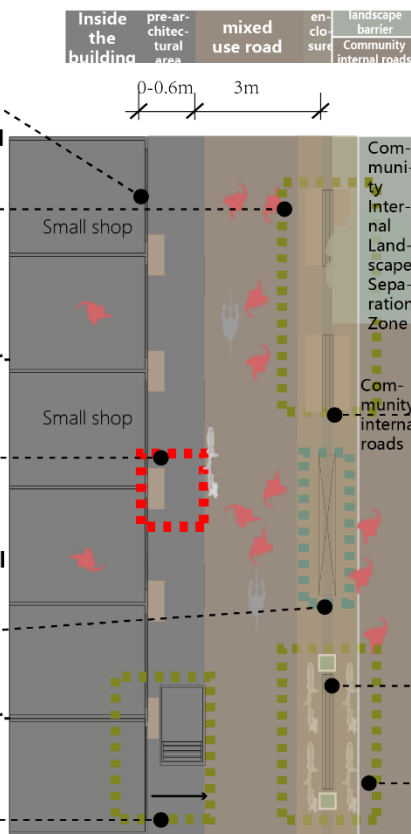 Inside
the
building
pre-ar-
chitec-
tural
area
mixed
use road
en-
clo-
sure
landscape
barrier
Community
internal roads
0-0.6m
3m
Com-
muni-
ty
Inter-
nal
Land-
scape
Sepa-
ration
Zone
Small shop
Com-
munity
interna
roads
Small shop